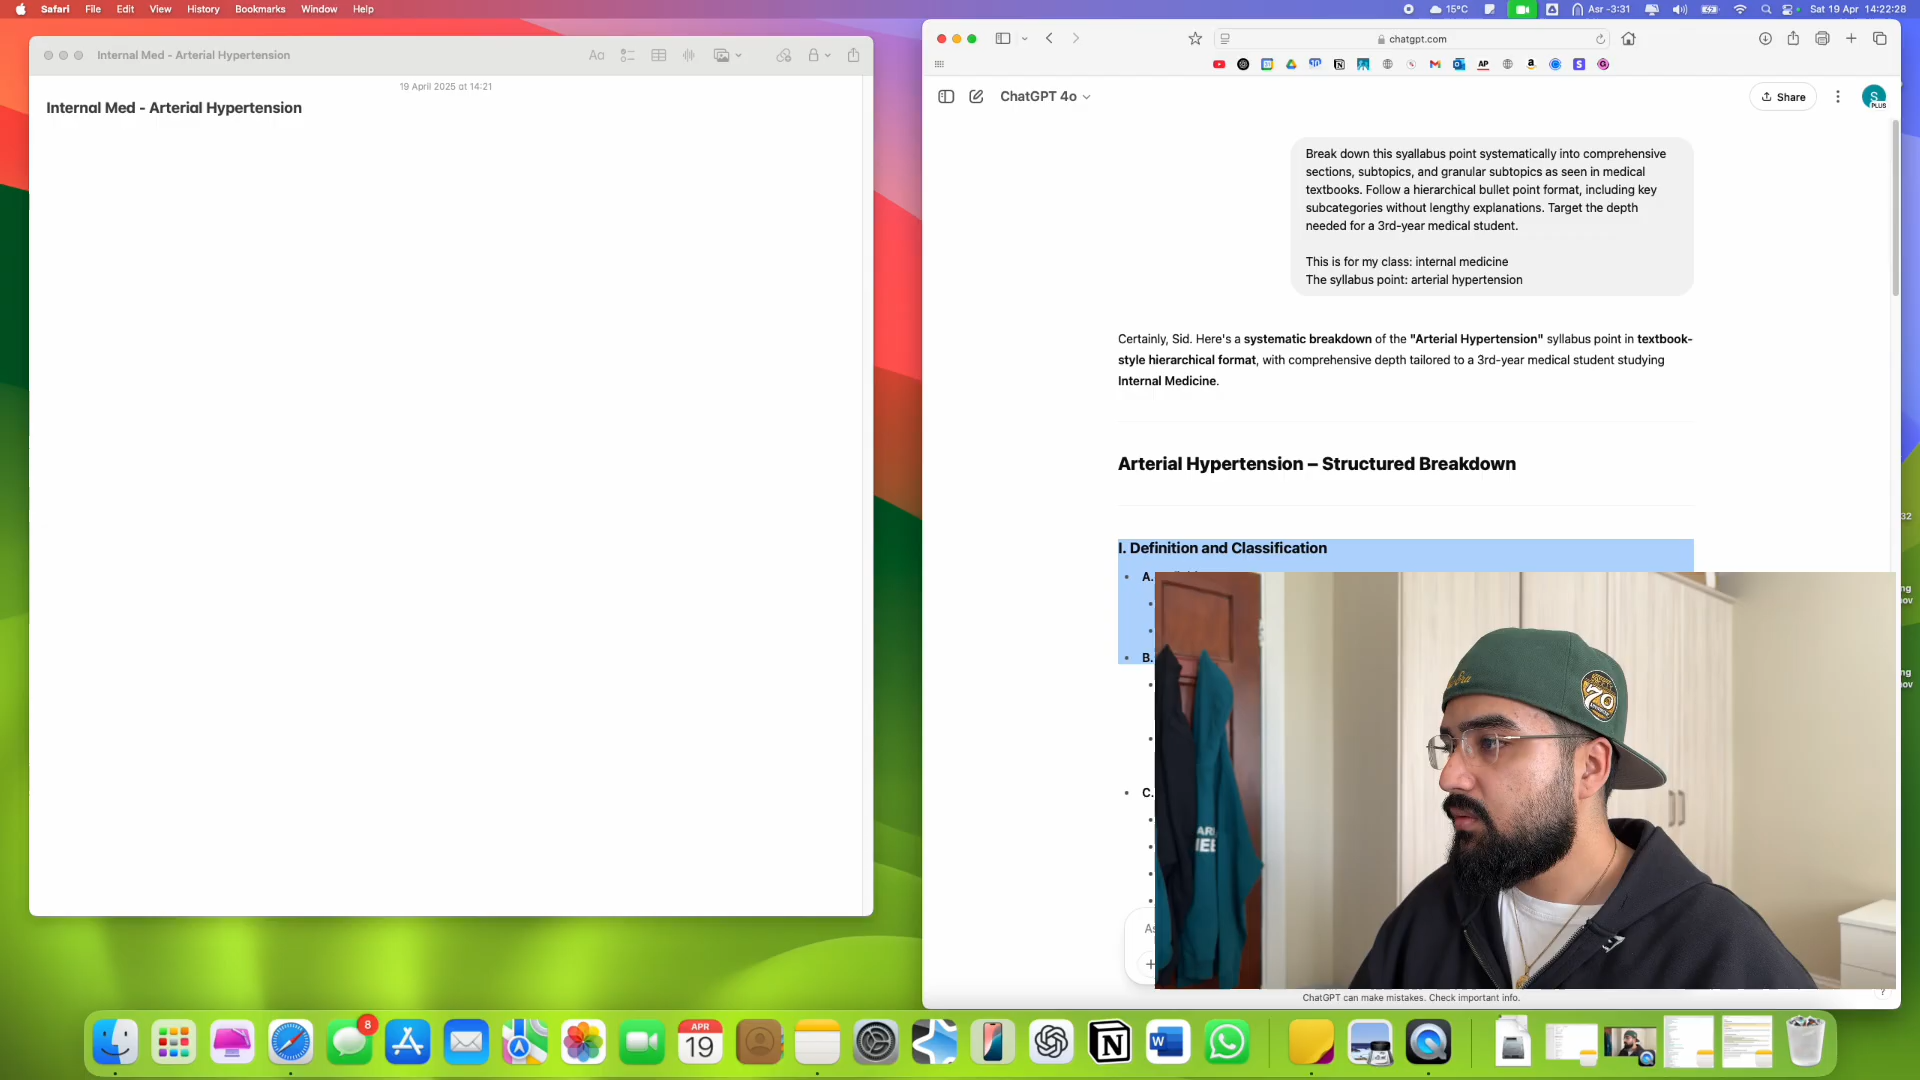 Safari File Edit View History Bookmarks Window Help
15°C Asr -3:31 Sat 19 Apr 14:22:28
Internal Med - Arterial Hypertension
Aa
19 April 2025 at 14:21
Internal Med - Arterial Hypertension
chatgpt.com
AP
ChatGPT 4o
Share
S
PLUS
Break down this syallabus point systematically into comprehensive
sections, subtopics, and granular subtopics as seen in medical
textbooks. Follow a hierarchical bullet point format, including key
subcategories without lengthy explanations. Target the depth
needed for a 3rd-year medical student.
This is for my class: internal medicine
The syllabus point: arterial hypertension
Certainly, Sid. Here's a systematic breakdown of the "Arterial Hypertension" syllabus point in textbook-
style hierarchical format, with comprehensive depth tailored to a 3rd-year medical student studying
Internal Medicine.
Arterial Hypertension – Structured Breakdown
I. Definition and Classification
A.
B.
C.
As
+
70
ChatGPT can make mistakes. Check important info.
?
8
APR
19
W